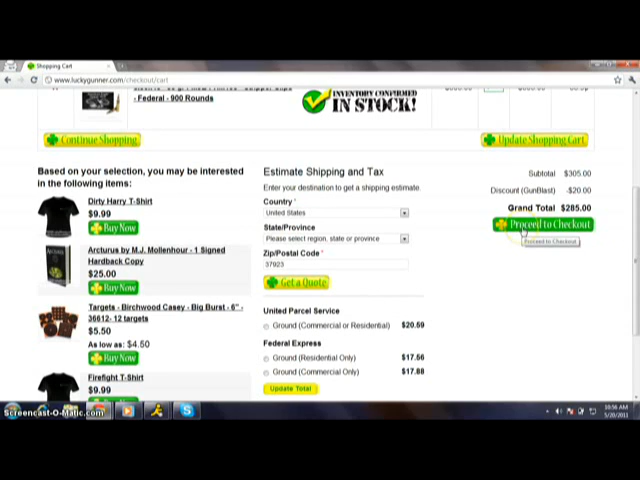 Shopping Cart
www.luckygunner.com/checkout/cart
- Federal - 900 Rounds
INVENTORY CONFIRMED
IN STOCK!
Continue Shopping
Update Shopping Cart
Based on your selection, you may be interested
in the following items:
Dirty Harry T-Shirt
$9.99
Buy Now
Arcturus by M.J. Mollenhour - 1 Signed
Hardback Copy
$25.00
Buy Now
Targets - Birchwood Casey - Big Burst - 6" -
36612- 12 targets
$5.50
As low as: $4.50
Buy Now
Firefight T-Shirt
$9.99
Buy Now
Estimate Shipping and Tax
Enter your destination to get a shipping estimate.
Country *
United States
State/Province
Please select region, state or province
Zip/Postal Code *
37923
Get a Quote
United Parcel Service
Ground (Commercial or Residential) $20.59
Federal Express
Ground (Residential Only) $17.56
Ground (Commercial Only) $17.88
Update Total
Subtotal $305.00
Discount (GunBlast) -$20.00
Grand Total $285.00
Proceed to Checkout
Proceed to Checkout
Screencast-O-Matic.com
10:56 AM
5/20/2011